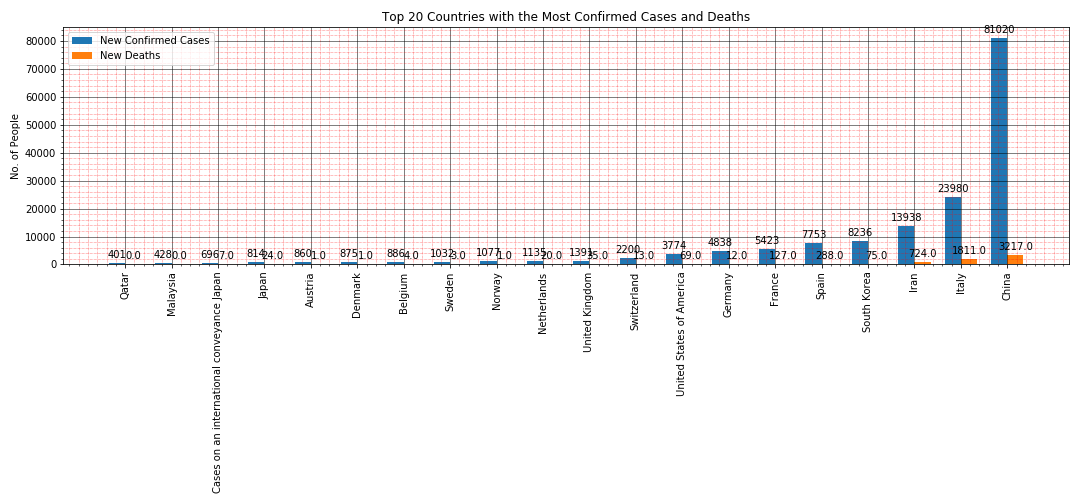 Top 20 Countries with the Most Confirmed Cases and Deaths
New Confirmed Cases
New Deaths
No. of People
80000
70000
60000
50000
40000
30000
20000
10000
0
401 0.0
428 0.0
696 7.0
814 24.0
860 1.0
875 1.0
886 4.0
1032 3.0
1077 1.0
1135 20.0
1391 35.0
2200 13.0
3774 69.0
4838 12.0
5423 127.0
7753 288.0
8236 75.0
13938 724.0
23980 1811.0
81020 3217.0
Qatar
Malaysia
Cases on an international conveyance Japan
Japan
Austria
Denmark
Belgium
Sweden
Norway
Netherlands
United Kingdom
Switzerland
United States of America
Germany
France
Spain
South Korea
Iran
Italy
China